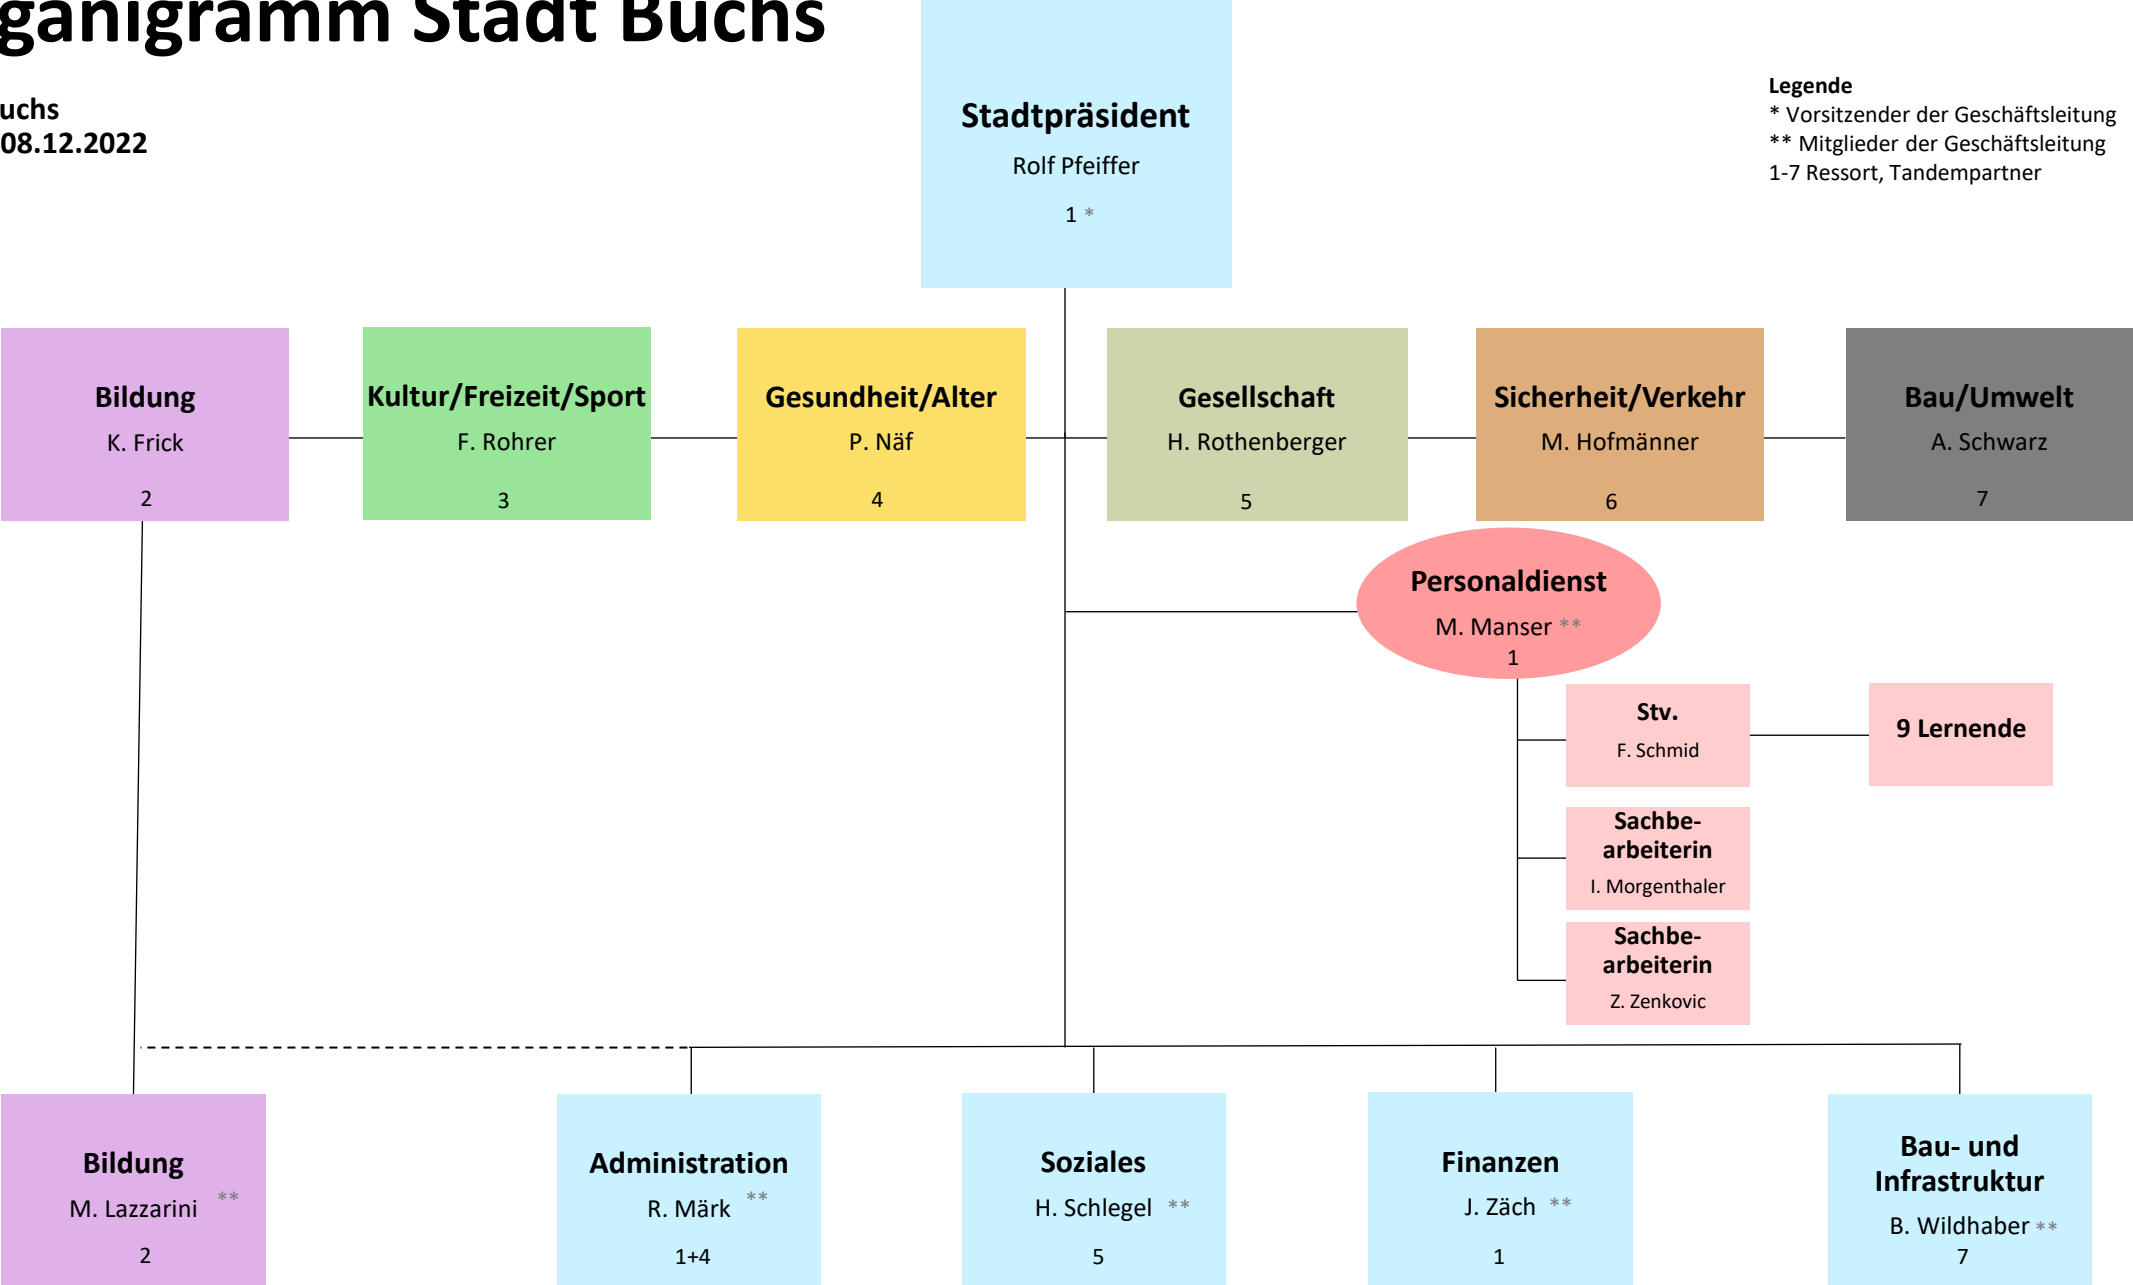 ganigramm Stadt Buchs
uchs
08.12.2022
Stadtpräsident
Rolf Pfeiffer
1 *
Legende
* Vorsitzender der Geschäftsleitung
** Mitglieder der Geschäftsleitung
1-7 Ressort, Tandempartner
Bildung
K. Frick
2
Kultur/Freizeit/Sport
F. Rohrer
3
Gesundheit/Alter
P. Näf
4
Gesellschaft
H. Rothenberger
5
Sicherheit/Verkehr
M. Hofmänner
6
Bau/Umwelt
A. Schwarz
7
Personaldienst
M. Manser **
1
Stv.
F. Schmid
9 Lernende
Sachbe-
arbeiterin
I. Morgenthaler
Sachbe-
arbeiterin
Z. Zenkovic
Bildung
M. Lazzarini **
2
Administration
R. Märk **
1+4
Soziales
H. Schlegel **
5
Finanzen
J. Zäch **
1
Bau- und
Infrastruktur
B. Wildhaber **
7